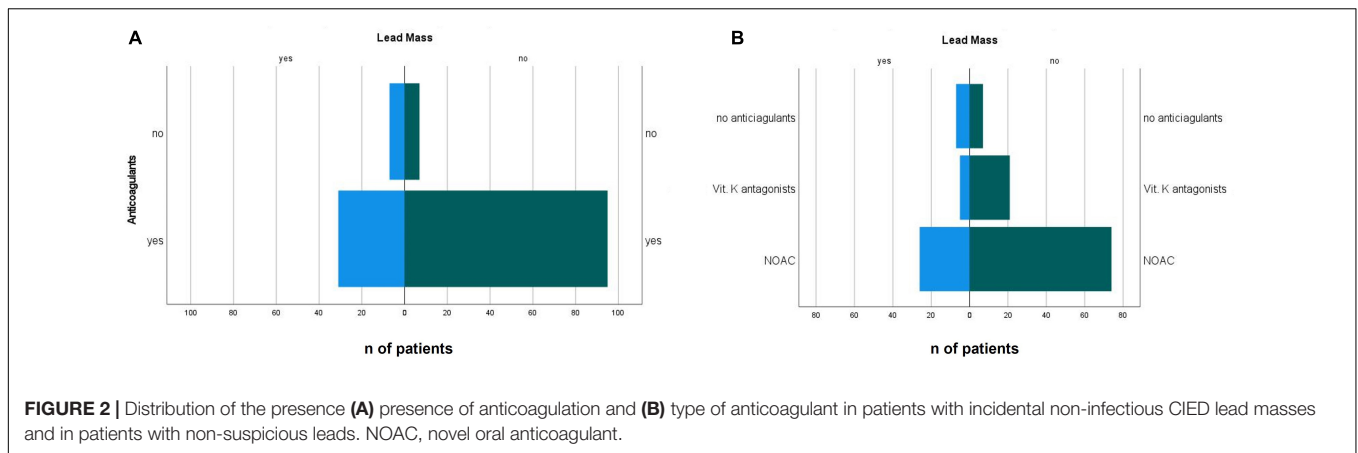 A
Lead Mass
yes no
no no
Anticoagulants
yes yes
100 80 60 40 20 0 20 40 60 80 100
n of patients
B
Lead Mass
yes no
no anticiagulants no anticiagulants
Vit. K antagonists Vit. K antagonists
NOAC NOAC
80 60 40 20 0 20 40 60 80
n of patients
FIGURE 2 | Distribution of the presence (A) presence of anticoagulation and (B) type of anticoagulant in patients with incidental non-infectious CIED lead masses
and in patients with non-suspicious leads. NOAC, novel oral anticoagulant.